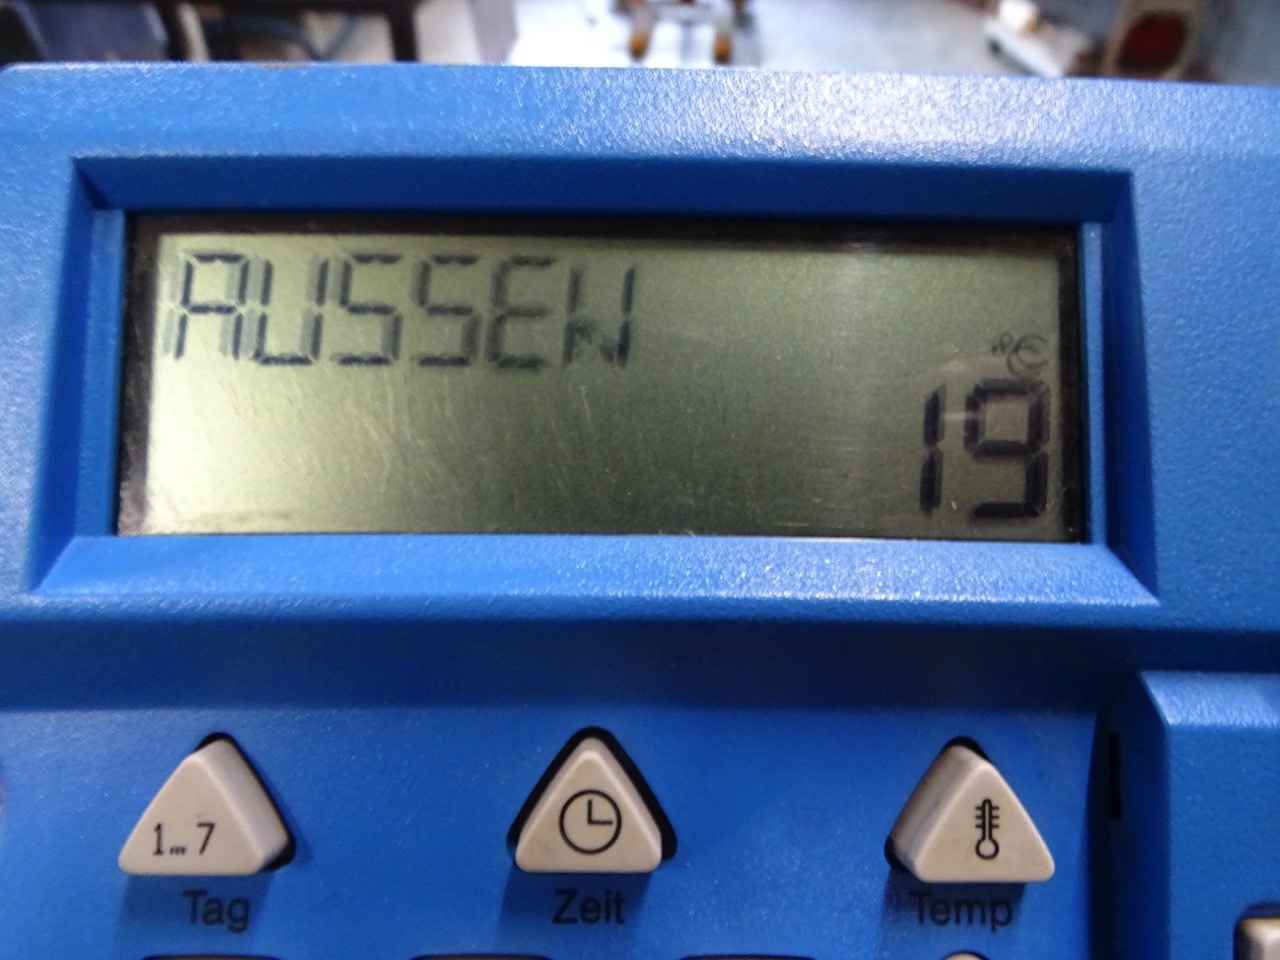 AUSSEN
°C
19
1...7
Tag
Zeit
Temp